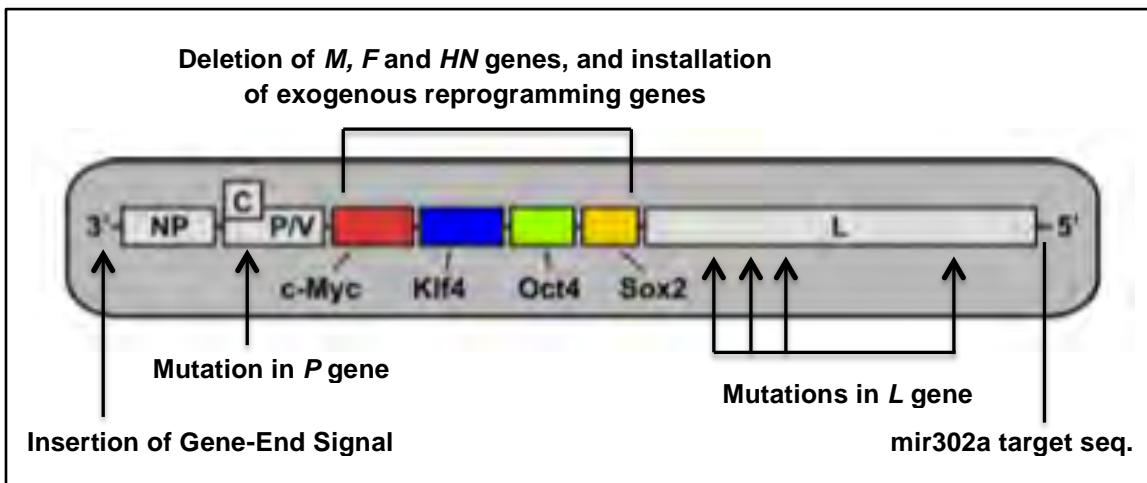 Deletion of M, F and HN genes, and installation
of exogenous reprogramming genes
3' NP C P/V L 5'
c-Myc Klf4 Oct4 Sox2
Mutation in P gene
Mutations in L gene
Insertion of Gene-End Signal
mir302a target seq.